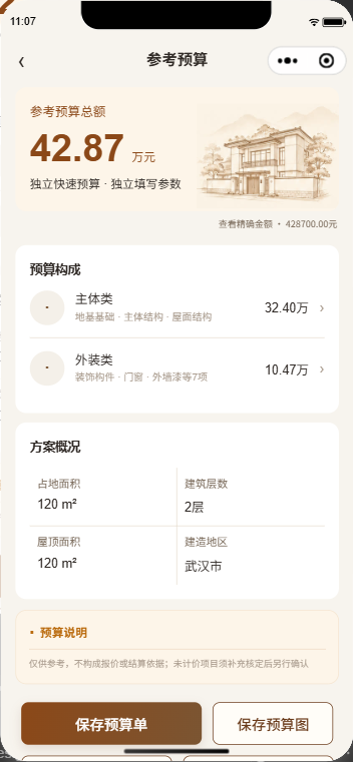 11:07
参考预算
参考预算总额
42.87 万元
独立快速预算 · 独立填写参数
查看精确金额 · 428700.00元
预算构成
主体类
地基基础 · 主体结构 · 屋面结构
32.40万
外装类
装饰构件 · 门窗 · 外墙漆等7项
10.47万
方案概况
占地面积
120 m²
建筑层数
2层
屋顶面积
120 m²
建造地区
武汉市
• 预算说明
仅供参考，不构成报价或结算依据；未计价项目须补充核定后另行确认
保存预算单
保存预算图